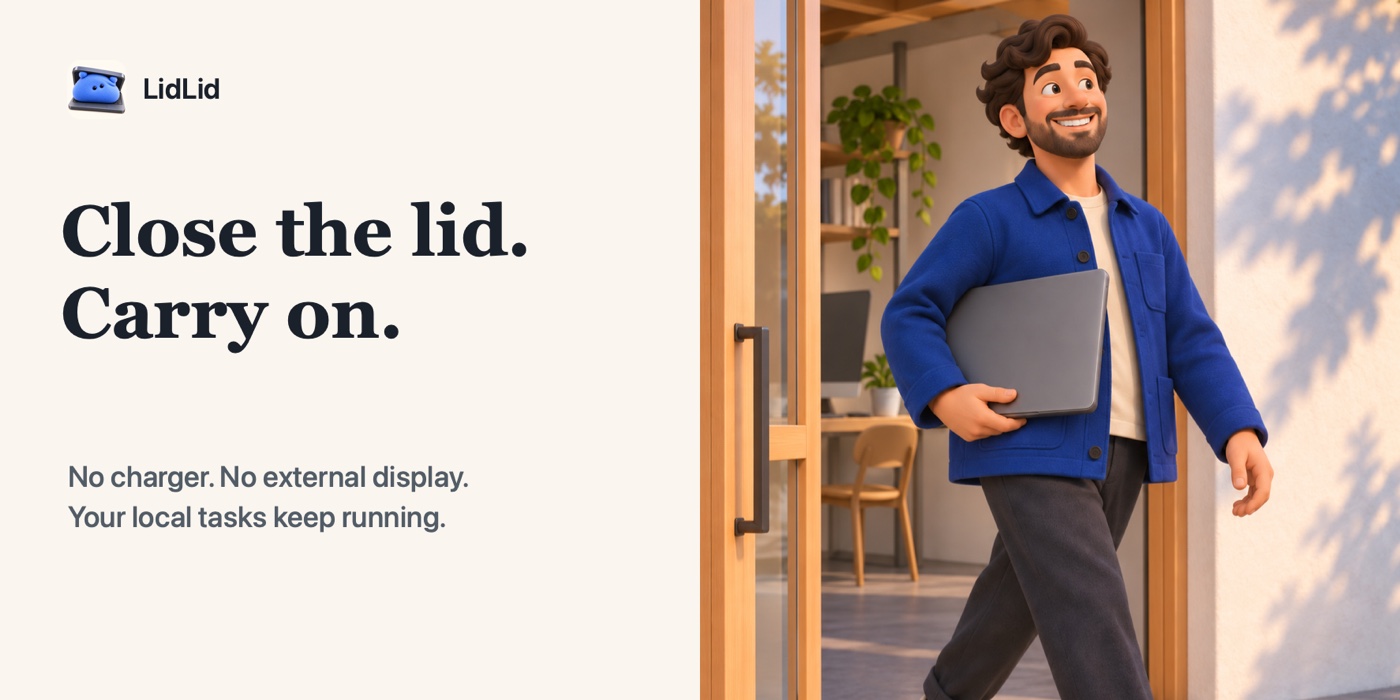 LidLid
Close the lid.
Carry on.
No charger. No external display.
Your local tasks keep running.